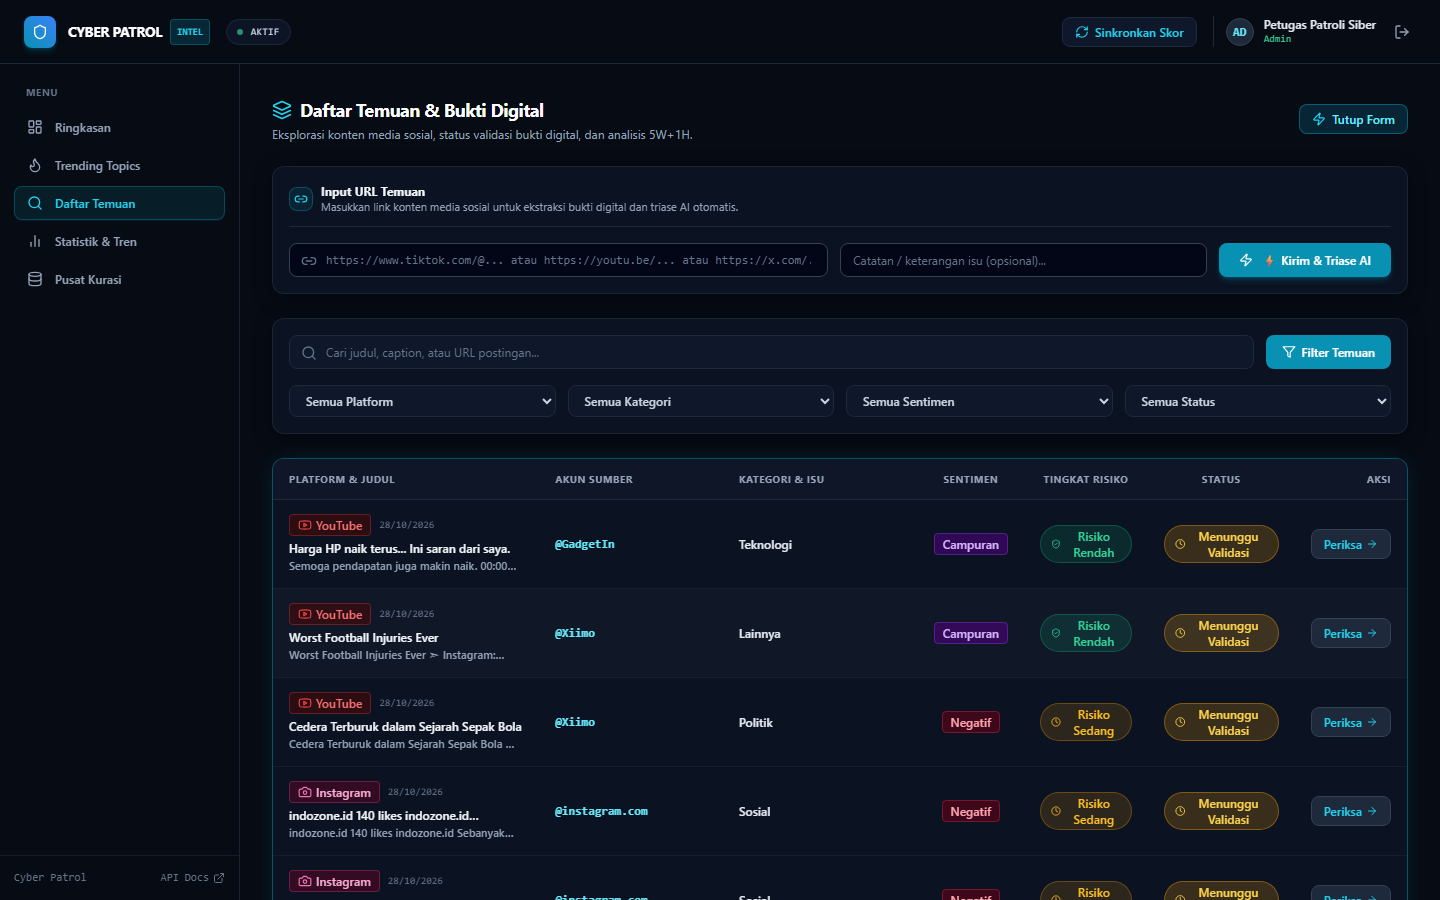 CYBER PATROL INTEL AKTIF Sinkronkan Skor AD Petugas Patroli Siber
Admin
MENU
Ringkasan
Trending Topics
Daftar Temuan
Statistik & Tren
Pusat Kurasi
Cyber Patrol API Docs
Daftar Temuan & Bukti Digital
Eksplorasi konten media sosial, status validasi bukti digital, dan analisis 5W+1H.
Tutup Form
Input URL Temuan
Masukkan link konten media sosial untuk ekstraksi bukti digital dan triase AI otomatis.
https://www.tiktok.com/@... atau https://youtu.be/... atau https://x.com/. Catatan / keterangan isu (opsional)... Kirim & Triase AI
Cari judul, caption, atau URL postingan... Filter Temuan
Semua Platform Semua Kategori Semua Sentimen Semua Status
PLATFORM & JUDUL AKUN SUMBER KATEGORI & ISU SENTIMEN TINGKAT RISIKO STATUS AKSI
YouTube 28/10/2026
Harga HP naik terus... Ini saran dari saya.
Semoga pendapatan juga makin naik. 00:00...
@GadgetIn Teknologi Campuran Risiko Rendah Menunggu Validasi Periksa
YouTube 28/10/2026
Worst Football Injuries Ever
Worst Football Injuries Ever ➣ Instagram:...
@Xiimo Lainnya Campuran Risiko Rendah Menunggu Validasi Periksa
YouTube 28/10/2026
Cedera Terburuk dalam Sejarah Sepak Bola
Cedera Terburuk dalam Sejarah Sepak Bola ...
@Xiimo Politik Negatif Risiko Sedang Menunggu Validasi Periksa
Instagram 28/10/2026
indozone.id 140 likes indozone.id...
indozone.id 140 likes indozone.id Sebanyak...
@instagram.com Sosial Negatif Risiko Sedang Menunggu Validasi Periksa
Instagram 28/10/2026
@instagram.com Sosial Negatif Risiko Menunggu Periksa